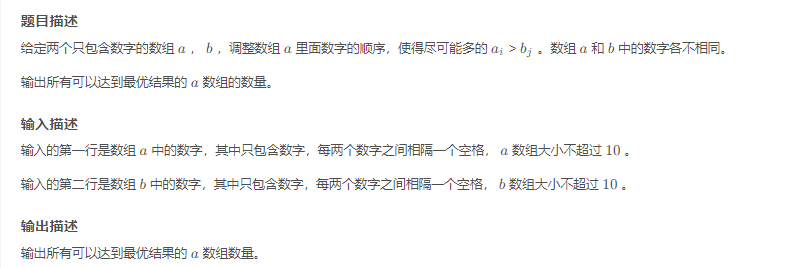 题目描述
给定两个只包含数字的数组 a ， b ，调整数组 a 里面数字的顺序，使得尽可能多的 aᵢ > bⱼ 。数组 a 和 b 中的数字各不相同。
输出所有可以达到最优结果的 a 数组的数量。
输入描述
输入的第一行是数组 a 中的数字，其中只包含数字，每两个数字之间相隔一个空格， a 数组大小不超过 10 。
输入的第二行是数组 b 中的数字，其中只包含数字，每两个数字之间相隔一个空格， b 数组大小不超过 10 。
输出描述
输出所有可以达到最优结果的 a 数组数量。